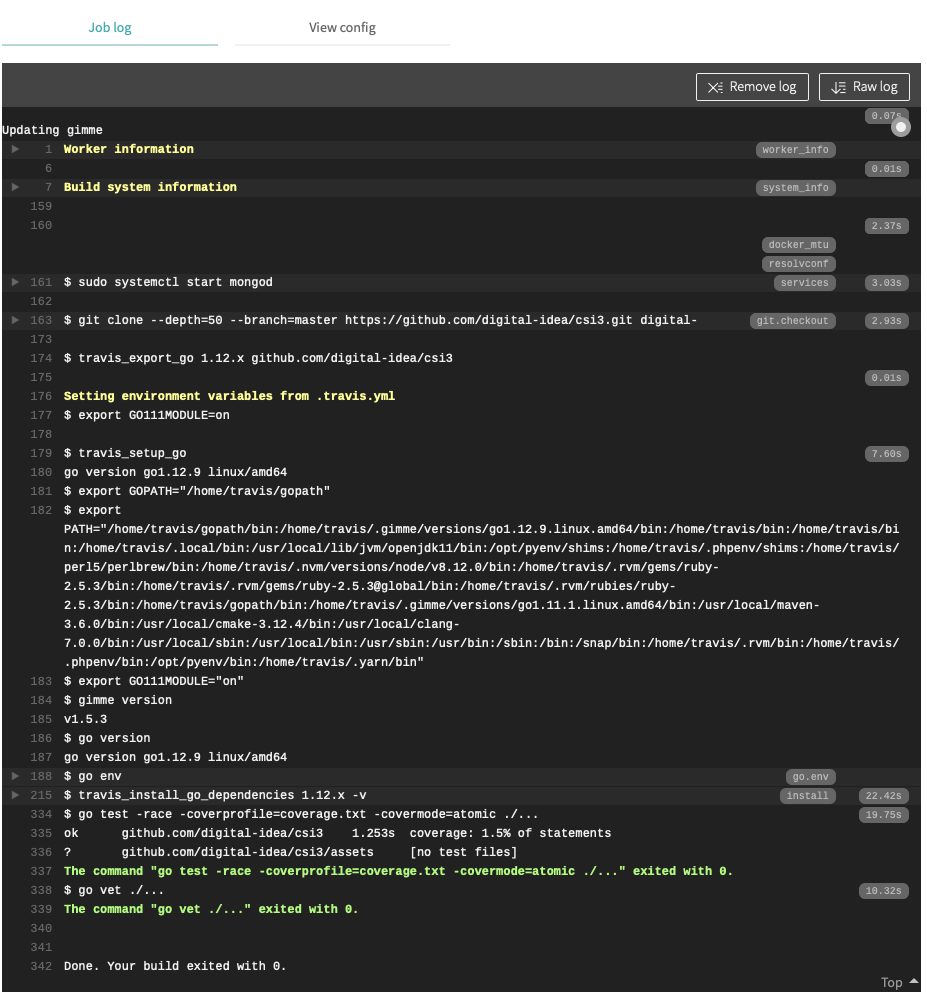 Job log
View config
Remove log
Raw log
0.07s
Updating gimme
1 Worker information worker_info
6 0.01s
7 Build system information system_info
159
160 2.37s
docker_mtu
resolvconf
161 $ sudo systemctl start mongod services 3.03s
162
163 $ git clone --depth=50 --branch=master https://github.com/digital-idea/csi3.git digital- git.checkout 2.93s
173
174 $ travis_export_go 1.12.x github.com/digital-idea/csi3
175 0.01s
176 Setting environment variables from .travis.yml
177 $ export GO111MODULE=on
178
179 $ travis_setup_go 7.60s
180 go version go1.12.9 linux/amd64
181 $ export GOPATH="/home/travis/gopath"
182 $ export
PATH="/home/travis/gopath/bin:/home/travis/.gimme/versions/go1.12.9.linux.amd64/bin:/home/travis/bin:/home/travis/bi
n:/home/travis/.local/bin:/usr/local/lib/jvm/openjdk11/bin:/opt/pyenv/shims:/home/travis/.phpenv/shims:/home/travis/
perl5/perlbrew/bin:/home/travis/.nvm/versions/node/v8.12.0/bin:/home/travis/.rvm/gems/ruby-
2.5.3/bin:/home/travis/.rvm/gems/ruby-2.5.3@global/bin:/home/travis/.rvm/rubies/ruby-
2.5.3/bin:/home/travis/gopath/bin:/home/travis/.gimme/versions/go1.11.1.linux.amd64/bin:/usr/local/maven-
3.6.0/bin:/usr/local/cmake-3.12.4/bin:/usr/local/clang-
7.0.0/bin:/usr/local/sbin:/usr/local/bin:/usr/sbin:/usr/bin:/sbin:/bin:/snap/bin:/home/travis/.rvm/bin:/home/travis/
.phpenv/bin:/opt/pyenv/bin:/home/travis/.yarn/bin"
183 $ export GO111MODULE="on"
184 $ gimme version
185 v1.5.3
186 $ go version
187 go version go1.12.9 linux/amd64
188 $ go env go.env
215 $ travis_install_go_dependencies 1.12.x -v install 22.42s
334 $ go test -race -coverprofile=coverage.txt -covermode=atomic ./... 19.75s
335 ok github.com/digital-idea/csi3 1.253s coverage: 1.5% of statements
336 ? github.com/digital-idea/csi3/assets [no test files]
337 The command "go test -race -coverprofile=coverage.txt -covermode=atomic ./..." exited with 0.
338 $ go vet ./... 10.32s
339 The command "go vet ./..." exited with 0.
340
341
342 Done. Your build exited with 0.
Top